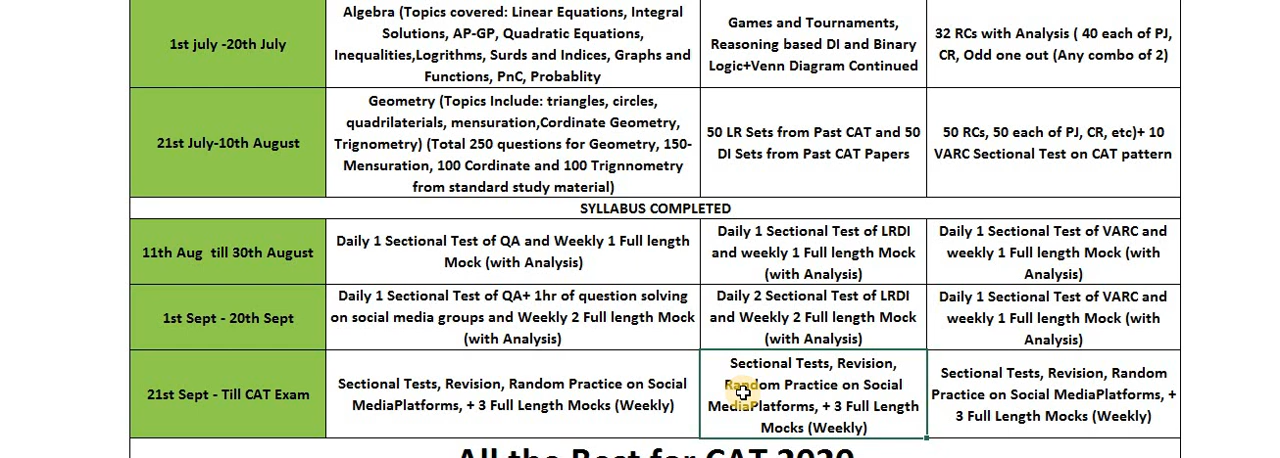 1st july -20th July
Algebra (Topics covered: Linear Equations, Integral
Solutions, AP-GP, Quadratic Equations,
Inequalities,Logrithms, Surds and Indices, Graphs and
Functions, PnC, Probablity
Games and Tournaments,
Reasoning based DI and Binary
Logic+Venn Diagram Continued
32 RCs with Analysis ( 40 each of PJ,
CR, Odd one out (Any combo of 2)
21st July-10th August
Geometry (Topics Include: triangles, circles,
quadrilaterials, mensuration,Cordinate Geometry,
Trignometry) (Total 250 questions for Geometry, 150-
Mensuration, 100 Cordinate and 100 Trignnometry
from standard study material)
50 LR Sets from Past CAT and 50
DI Sets from Past CAT Papers
50 RCs, 50 each of PJ, CR, etc)+ 10
VARC Sectional Test on CAT pattern
SYLLABUS COMPLETED
11th Aug  till 30th August
Daily 1 Sectional Test of QA and Weekly 1 Full length
Mock (with Analysis)
Daily 1 Sectional Test of LRDI
and weekly 1 Full length Mock
(with Analysis)
Daily 1 Sectional Test of VARC and
weekly 1 Full length Mock (with
Analysis)
1st Sept - 20th Sept
Daily 1 Sectional Test of QA+ 1hr of question solving
on social media groups and Weekly 2 Full length Mock
(with Analysis)
Daily 2 Sectional Test of LRDI
and Weekly 2 Full length Mock
(with Analysis)
Daily 1 Sectional Test of VARC and
weekly 1 Full length Mock (with
Analysis)
21st Sept - Till CAT Exam
Sectional Tests, Revision, Random Practice on Social
MediaPlatforms, + 3 Full Length Mocks (Weekly)
Sectional Tests, Revision,
Random Practice on Social
MediaPlatforms, + 3 Full Length
Mocks (Weekly)
Sectional Tests, Revision, Random
Practice on Social MediaPlatforms, +
3 Full Length Mocks (Weekly)
All the Best for CAT 2020